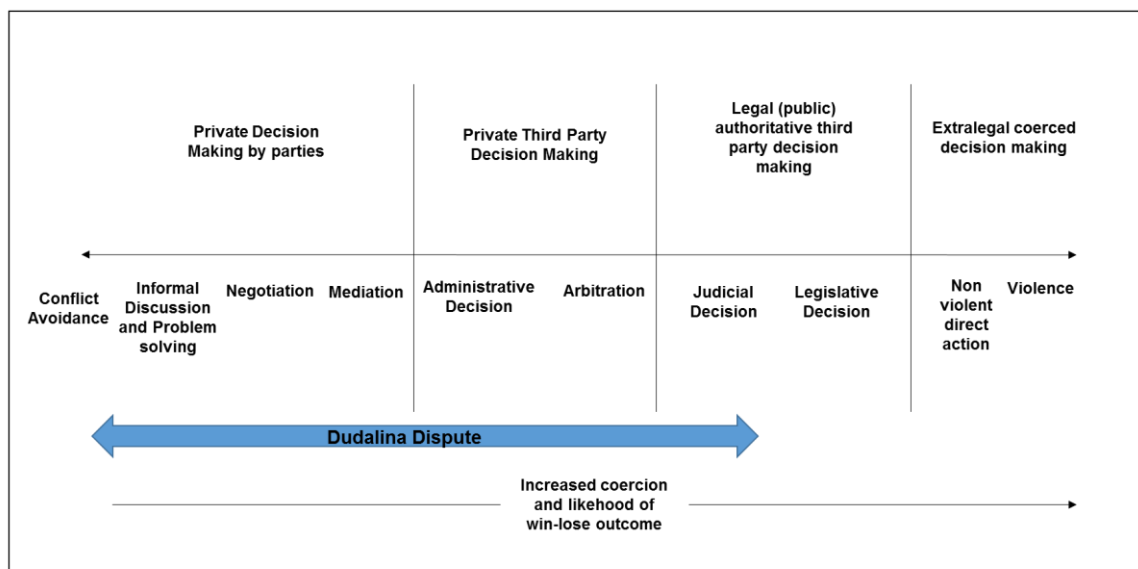 Private Decision
Making by parties
Private Third Party
Decision Making
Legal (public)
authoritative third
party decision
making
Extralegal coerced
decision making
Conflict
Avoidance
Informal
Discussion
and Problem
solving
Negotiation
Mediation
Administrative
Decision
Arbitration
Judicial
Decision
Legislative
Decision
Non
violent
direct
action
Violence
Dudalina Dispute
Increased coercion
and likehood of
win-lose outcome